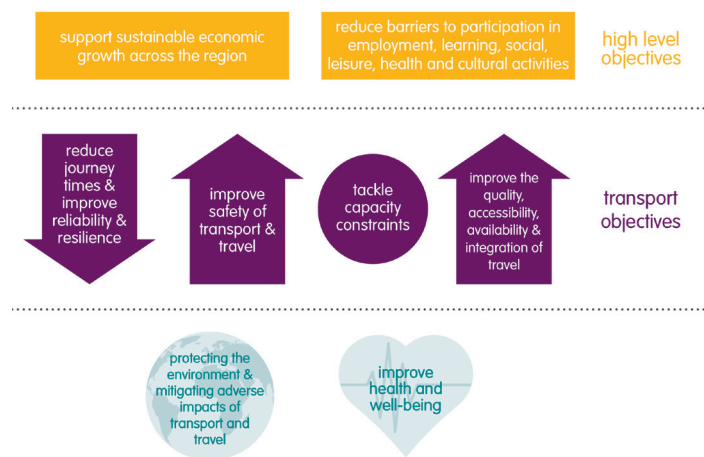 support sustainable economic
growth across the region
reduce barriers to participation in
employment, learning, social,
leisure, health and cultural activities
high level
objectives
reduce
journey
times &
improve
reliability &
resilience
improve
safety of
transport &
travel
tackle
capacity
constraints
improve the
quality,
accessibility,
availability &
integration of
travel
transport
objectives
protecting the
environment &
mitigating adverse
impacts of
transport and
travel
improve
health and
well-being